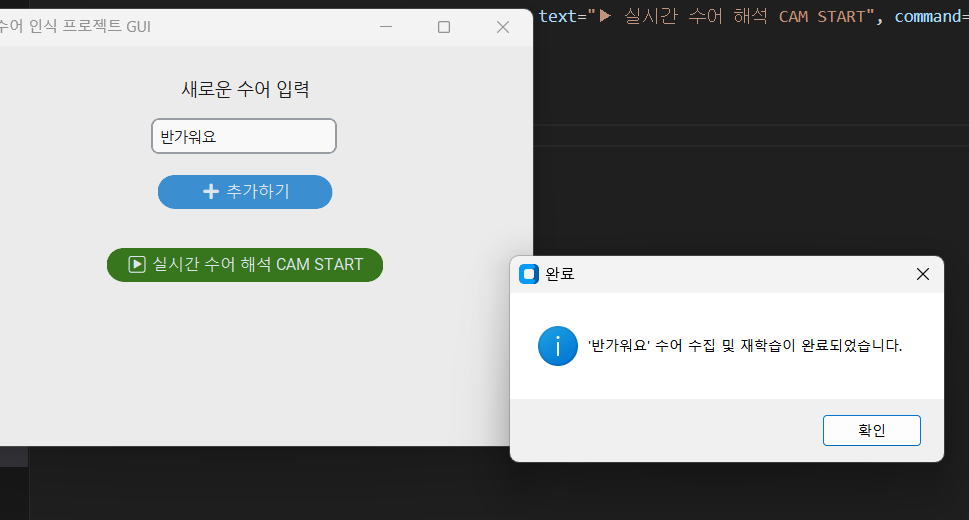 수어 인식 프로젝트 GUI
text="▶ 실시간 수어 해석 CAM START", command=
새로운 수어 입력
반가워요
➕ 추가하기
▶ 실시간 수어 해석 CAM START
완료
'반가워요' 수어 수집 및 재학습이 완료되었습니다.
확인